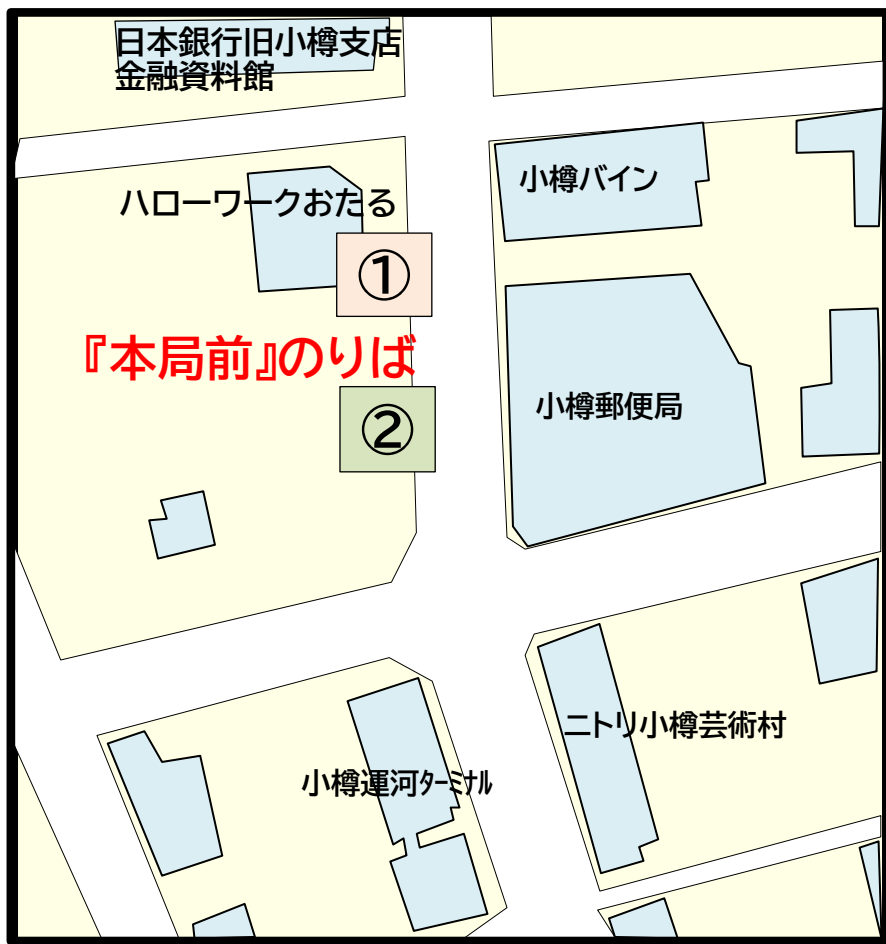 日本銀行旧小樽支店
金融資料館
小樽バイン
ハローワークおたる
①
『本局前』のりば
②
小樽郵便局
ニトリ小樽芸術村
小樽運河ﾀｰﾐﾅﾙ